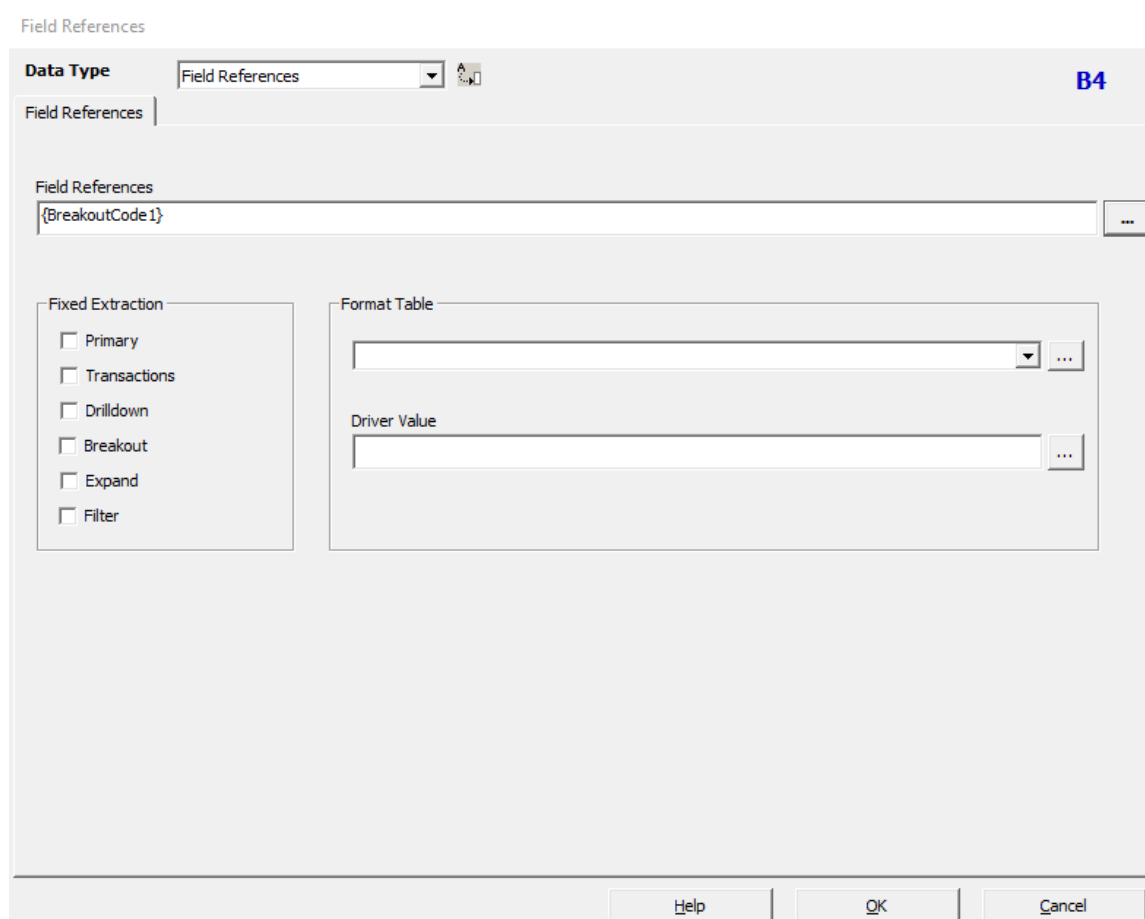 Field References
Data Type
Field References
B4
Field References
Field References
{BreakoutCode1}
...
Fixed Extraction
Primary
Transactions
Drilldown
Breakout
Expand
Filter
Format Table
...
Driver Value
...
Help
OK
Cancel